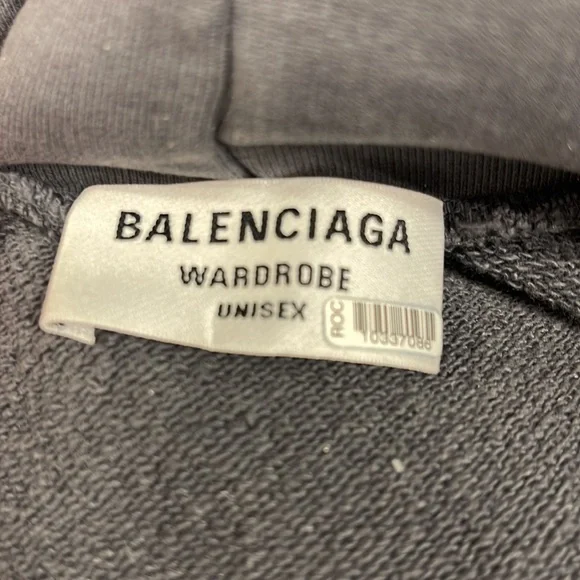 BALENCIAGA
WARDROBE
UNISEX
ROC
10337086